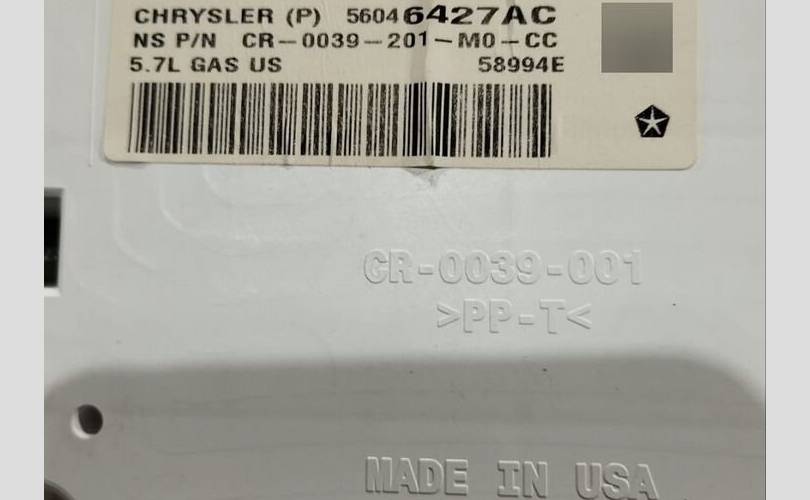 CHRYSLER (P) 56046427AC
NS P/N CR-0039-201-M0-CC
5.7L GAS US 58994E
CR-0039-001
>PP-T<
MADE IN USA